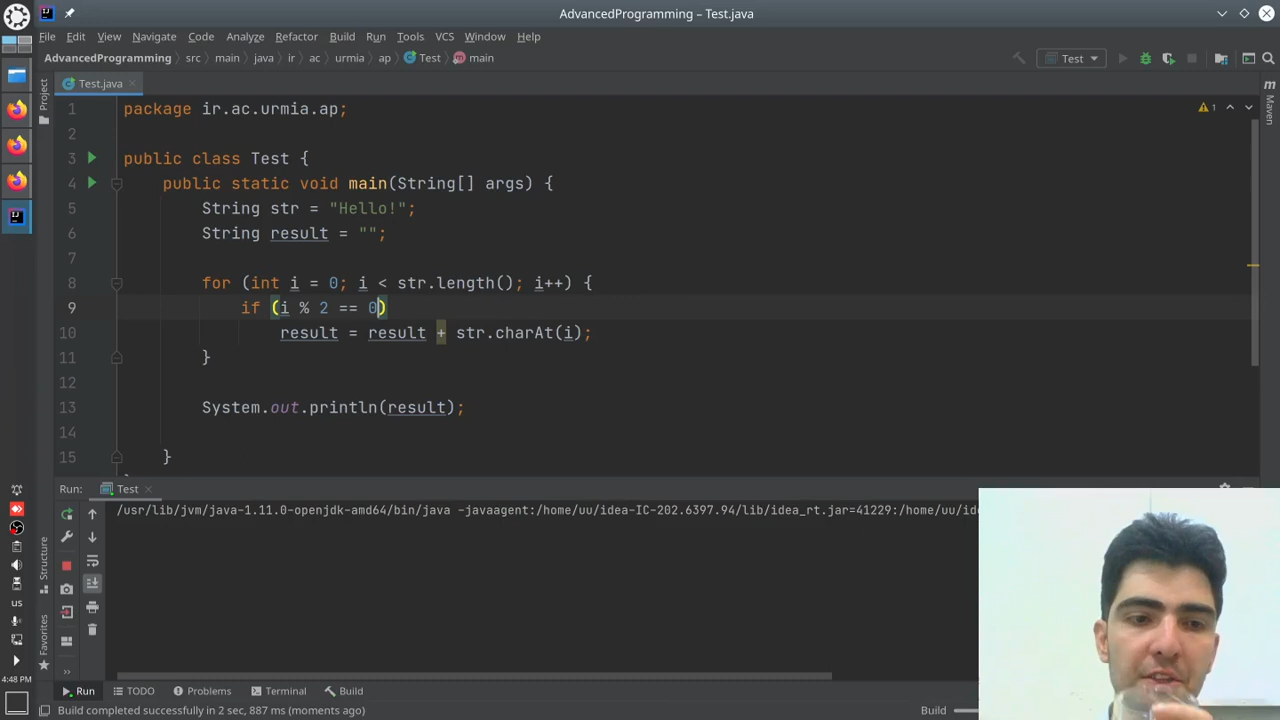 AdvancedProgramming – Test.java
File Edit View Navigate Code Analyze Refactor Build Run Tools VCS Window Help
AdvancedProgramming › src › main › java › ir › ac › urmia › ap › Test › main
Test
Test.java
Project
Maven
1 package ir.ac.urmia.ap;
1
2
3 public class Test {
4 public static void main(String[] args) {
5 String str = "Hello!";
6 String result = "";
7
8 for (int i = 0; i < str.length(); i++) {
9 if (i % 2 == 0)
10 result = result + str.charAt(i);
11 }
12
13 System.out.println(result);
14
15 }
Run: Test
/usr/lib/jvm/java-1.11.0-openjdk-amd64/bin/java -javaagent:/home/uu/idea-IC-202.6397.94/lib/idea_rt.jar=41229:/home/uu/ide
Structure
Favorites
us
4:48 PM
Run TODO Problems Terminal Build
Build completed successfully in 2 sec, 887 ms (moments ago)
Build